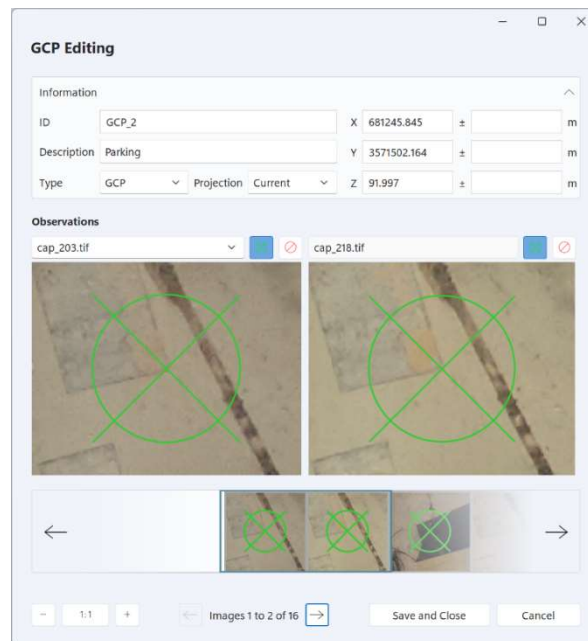 GCP Editing
Information
ID GCP_2 X 681245.845 ± m
Description Parking Y 3571502.164 ± m
Type GCP Projection Current Z 91.997 ± m
Observations
cap_203.tif cap_218.tif
− 1:1 + Images 1 to 2 of 16 Save and Close Cancel